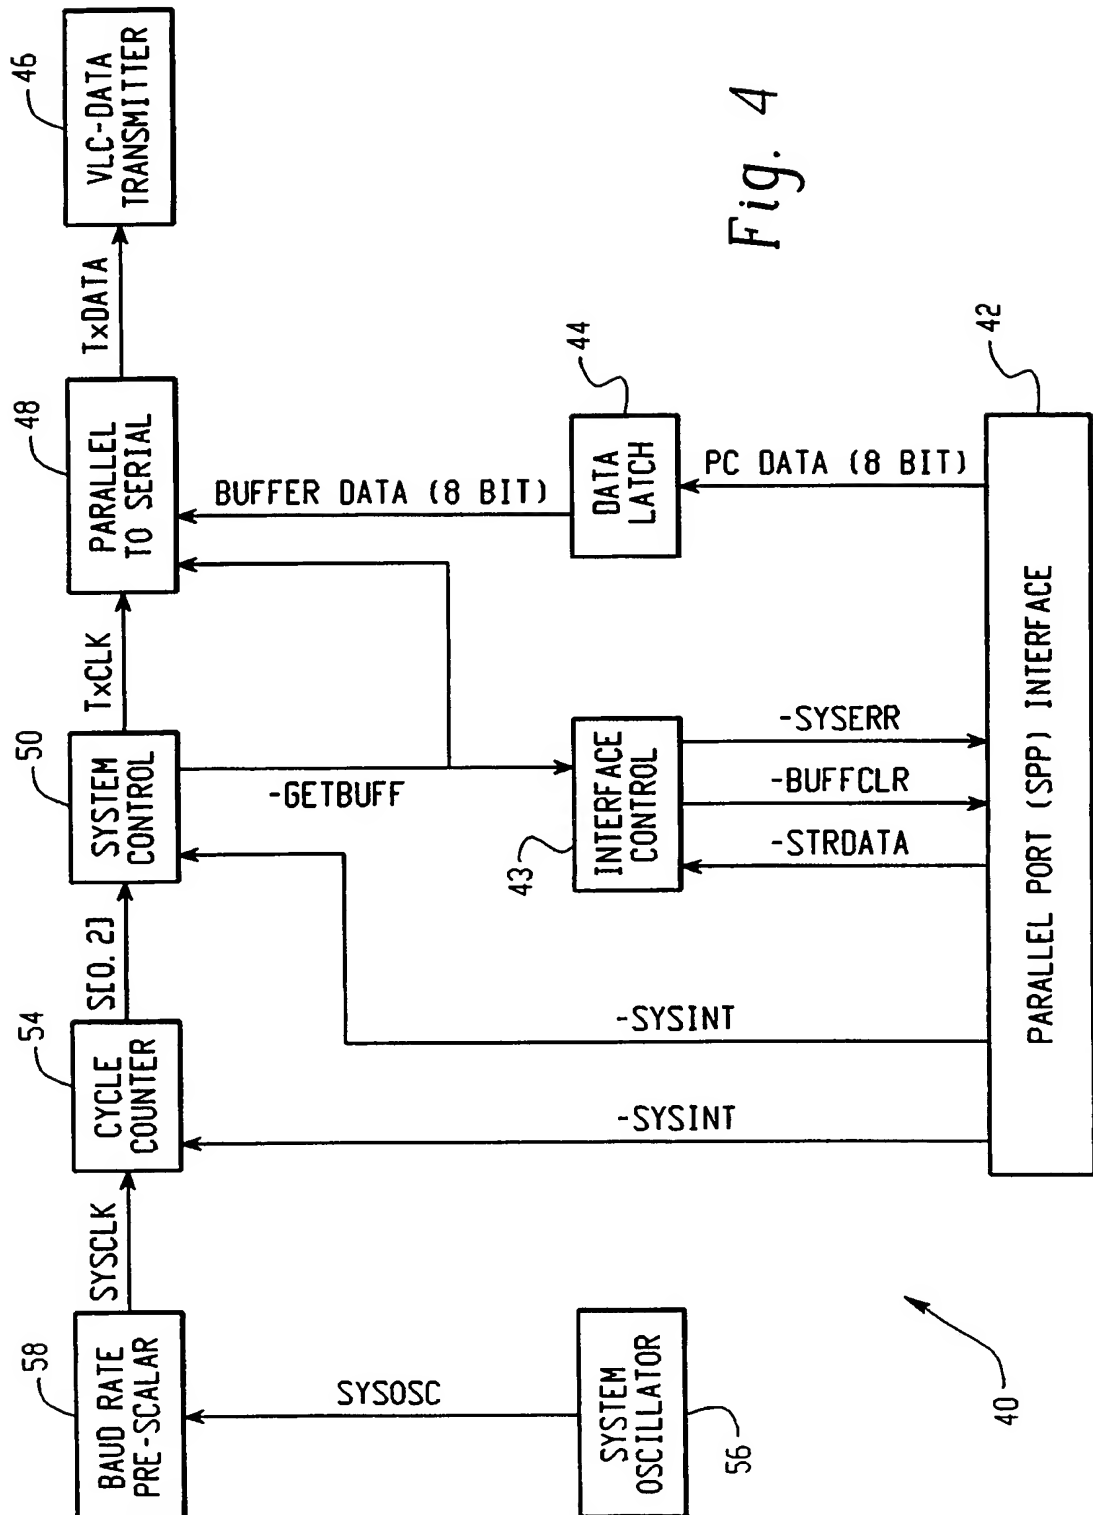 58
BAUD RATE
PRE-SCALAR
SYSCLK
54
CYCLE
COUNTER
S[0.2]
50
SYSTEM
CONTROL
TxCLK
48
PARALLEL
TO SERIAL
TxDATA
46
VLC-DATA
TRANSMITTER
SYSOSC
SYSTEM
OSCILLATOR
56
-SYSINT
-SYSINT
-GETBUFF
BUFFER DATA (8 BIT)
43
INTERFACE
CONTROL
44
DATA
LATCH
-STRDATA
-BUFFCLR
-SYSERR
PC DATA (8 BIT)
42
PARALLEL PORT (SPP) INTERFACE
40
Fig. 4